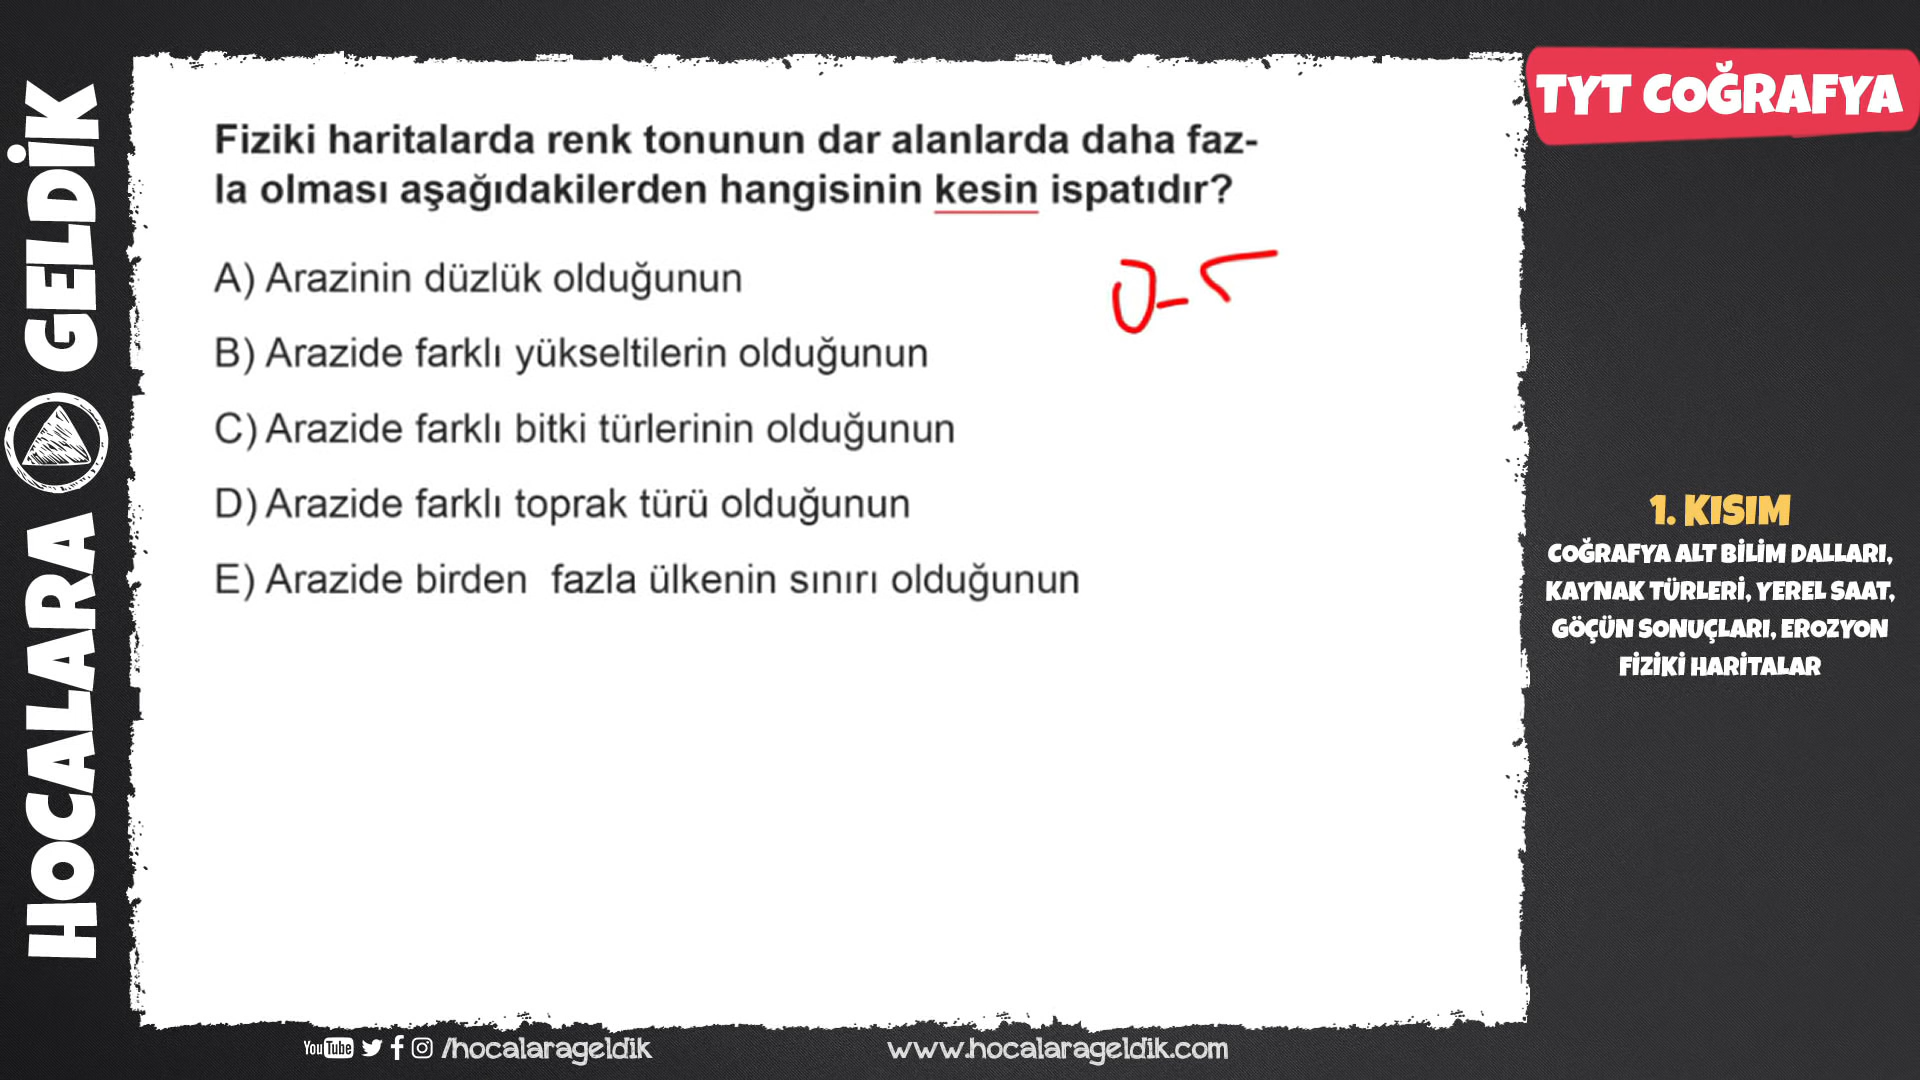 HOCALARA GELDİK
TYT COĞRAFYA
Fiziki haritalarda renk tonunun dar alanlarda daha faz-
la olması aşağıdakilerden hangisinin kesin ispatıdır?
A) Arazinin düzlük olduğunun
B) Arazide farklı yükseltilerin olduğunun
C) Arazide farklı bitki türlerinin olduğunun
D) Arazide farklı toprak türü olduğunun
E) Arazide birden fazla ülkenin sınırı olduğunun
1. KISIM
COĞRAFYA ALT BİLİM DALLARI,
KAYNAK TÜRLERİ, YEREL SAAT,
GÖÇÜN SONUÇLARI, EROZYON
FİZİKİ HARİTALAR
YouTube /hocalarageldik
www.hocalarageldik.com